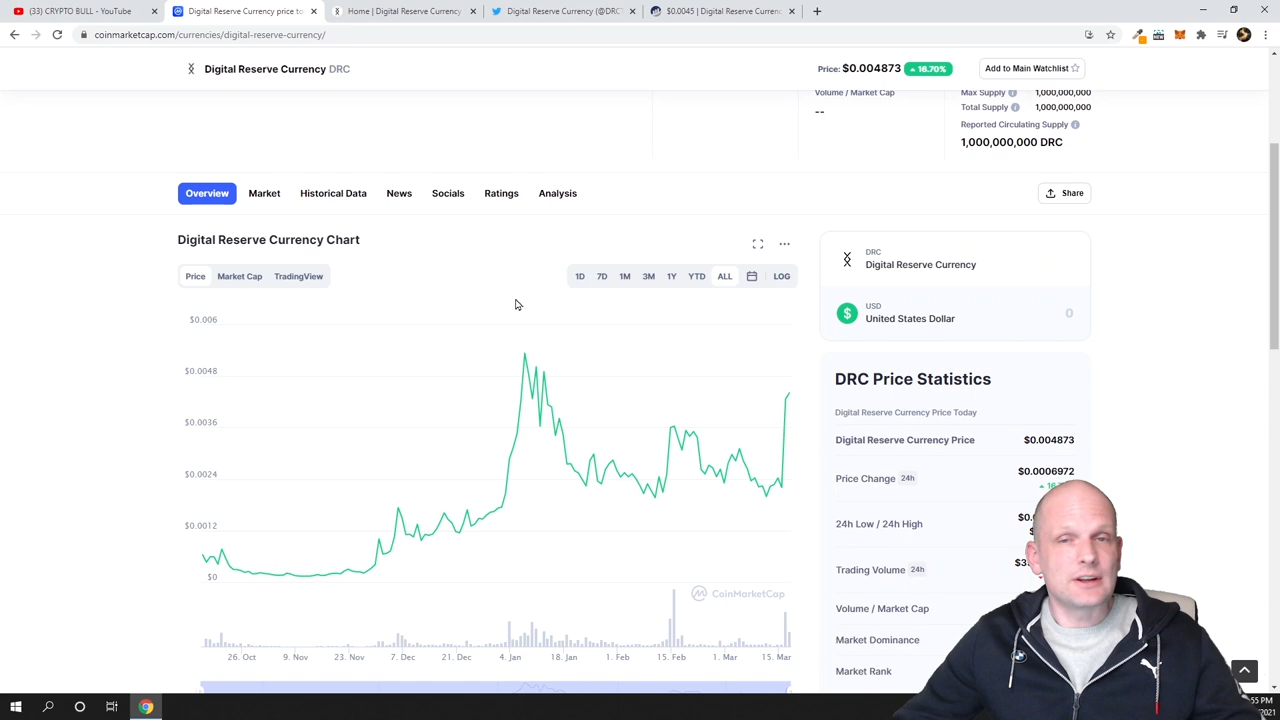 (33) CRYPTO BULL - YouTube
Digital Reserve Currency price to
Home | Digital Reserve Currency
Digital Reserve Currency (@DRC
$0.0045 | Digital Reserve Curren
coinmarketcap.com/currencies/digital-reserve-currency/
Digital Reserve Currency DRC
Price: $0.004873 16.70%
Add to Main Watchlist
Volume / Market Cap
--
Max Supply 1,000,000,000
Total Supply 1,000,000,000
Reported Circulating Supply
1,000,000,000 DRC
Overview Market Historical Data News Socials Ratings Analysis
Share
Digital Reserve Currency Chart
Price Market Cap TradingView
1D 7D 1M 3M 1Y YTD ALL LOG
$0.006
$0.0048
$0.0036
$0.0024
$0.0012
$0
CoinMarketCap
26. Oct 9. Nov 23. Nov 7. Dec 21. Dec 4. Jan 18. Jan 1. Feb 15. Feb 1. Mar 15. Mar
DRC
Digital Reserve Currency
USD
United States Dollar
0
DRC Price Statistics
Digital Reserve Currency Price Today
Digital Reserve Currency Price $0.004873
Price Change 24h $0.0006972
24h Low / 24h High
Trading Volume 24h
Volume / Market Cap
Market Dominance
Market Rank